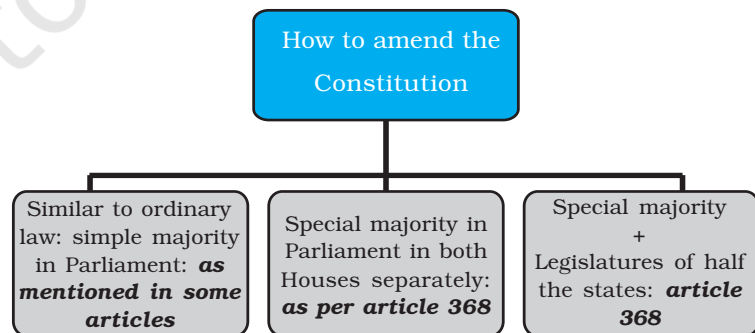 How to amend the
Constitution
Similar to ordinary
law: simple majority
in Parliament: as
mentioned in some
articles
Special majority in
Parliament in both
Houses separately:
as per article 368
Special majority
+
Legislatures of half
the states: article
368